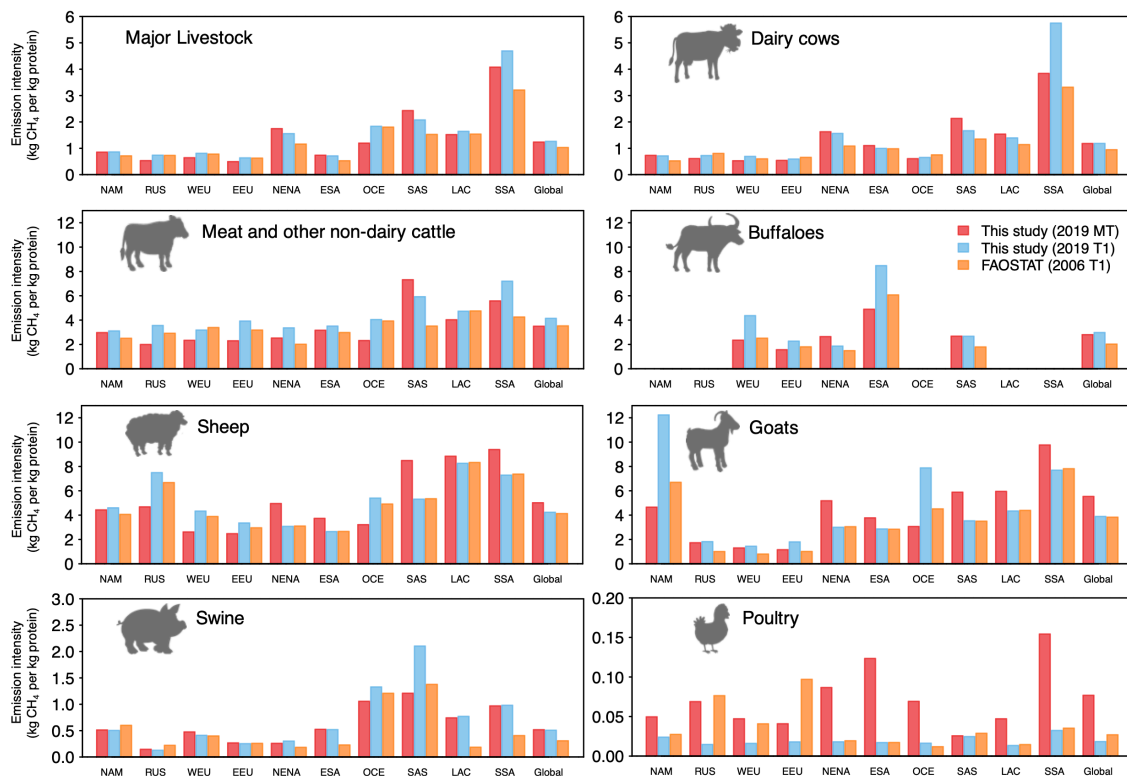 Major Livestock
Emission intensity
(kg CH₄ per kg protein)
6
5
4
3
2
1
0
NAM RUS WEU EEU NENA ESA OCE SAS LAC SSA Global
Dairy cows
6
5
4
3
2
1
0
NAM RUS WEU EEU NENA ESA OCE SAS LAC SSA Global
Meat and other non-dairy cattle
Emission intensity
(kg CH₄ per kg protein)
12
10
8
6
4
2
0
NAM RUS WEU EEU NENA ESA OCE SAS LAC SSA Global
Buffaloes
This study (2019 MT)
This study (2019 T1)
FAOSTAT (2006 T1)
12
10
8
6
4
2
0
NAM RUS WEU EEU NENA ESA OCE SAS LAC SSA Global
Sheep
Emission intensity
(kg CH₄ per kg protein)
12
10
8
6
4
2
0
NAM RUS WEU EEU NENA ESA OCE SAS LAC SSA Global
Goats
12
10
8
6
4
2
0
NAM RUS WEU EEU NENA ESA OCE SAS LAC SSA Global
Swine
Emission intensity
(kg CH₄ per kg protein)
3.0
2.5
2.0
1.5
1.0
0.5
0.0
NAM RUS WEU EEU NENA ESA OCE SAS LAC SSA Global
Poultry
0.20
0.15
0.10
0.05
0.00
NAM RUS WEU EEU NENA ESA OCE SAS LAC SSA Global